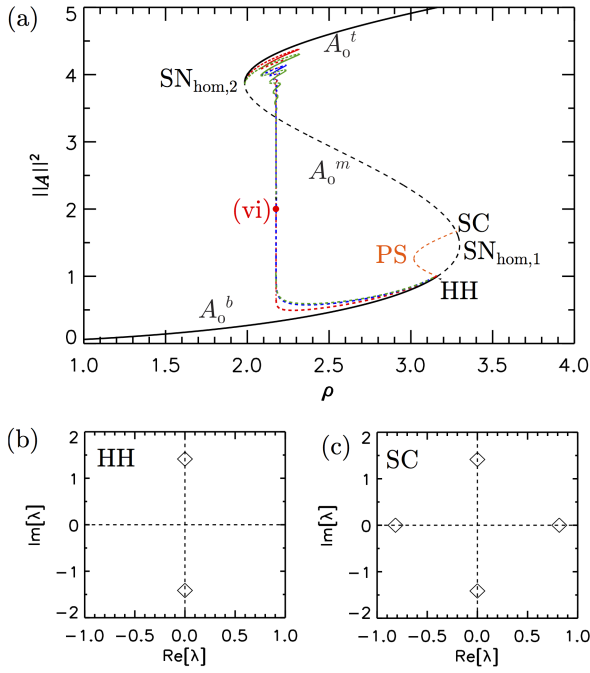 (a)
5
4
3
2
1
0
||A||²
A₀ᵗ
SN_hom,2
A₀ᵐ
(vi)
SC
PS
SN_hom,1
HH
A₀ᵇ
1.0 1.5 2.0 2.5 3.0 3.5 4.0
ρ
(b)
HH
2
1
0
−1
−2
Im[λ]
−1.0 −0.5 0.0 0.5 1.0
Re[λ]
(c)
SC
2
1
0
−1
−2
Im[λ]
−1.0 −0.5 0.0 0.5 1.0
Re[λ]